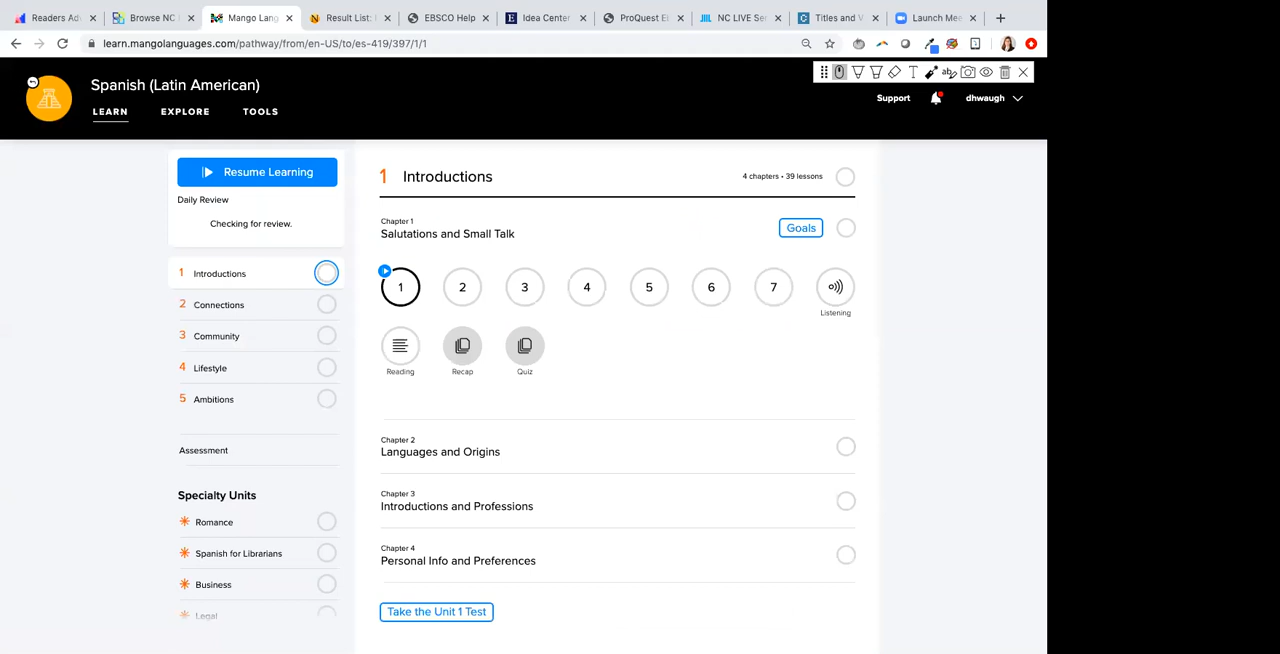 Readers Adv
Browse NC
Mango Lang
Result List:
EBSCO Help
Idea Center
ProQuest
NC LIVE Se
Titles and V
Launch Mee
learn.mangolanguages.com/pathway/from/en-US/to/es-419/397/1/1
Spanish (Latin American)
LEARN
EXPLORE
TOOLS
Support
dhwaugh
Resume Learning
Daily Review
Checking for review.
1 Introductions
2 Connections
3 Community
4 Lifestyle
5 Ambitions
Assessment
Specialty Units
Romance
Spanish for Librarians
Business
Legal
1 Introductions
4 chapters • 39 lessons
Chapter 1
Salutations and Small Talk
Goals
1 2 3 4 5 6 7
Listening
Reading Recap Quiz
Chapter 2
Languages and Origins
Chapter 3
Introductions and Professions
Chapter 4
Personal Info and Preferences
Take the Unit 1 Test